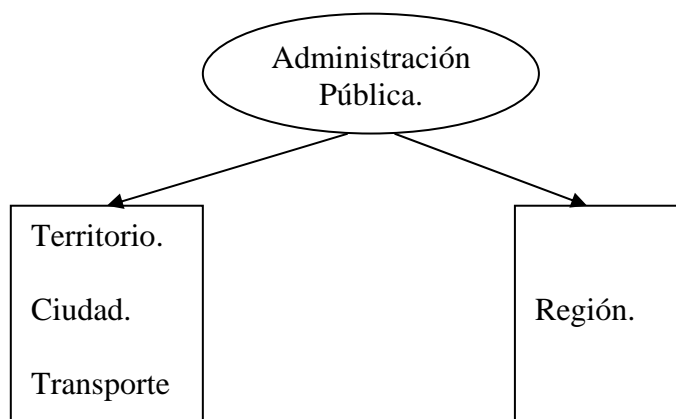 Administración
Pública.
Territorio.
Ciudad.
Transporte
Región.